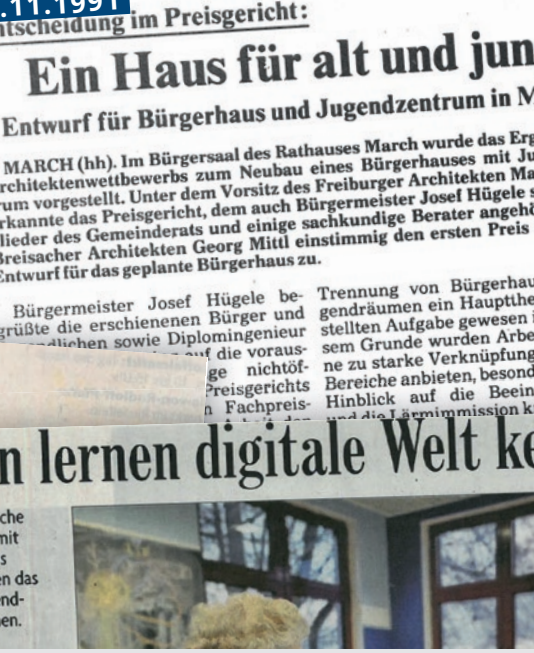 .11.1991
tscheidung im Preisgericht:
Ein Haus für alt und jun
Entwurf für Bürgerhaus und Jugendzentrum in M
MARCH (hh). Im Bürgersaal des Rathauses March wurde das Erg
rchitektenwettbewerbs zum Neubau eines Bürgerhauses mit Ju
rum vorgestellt. Unter dem Vorsitz des Freiburger Architekten Ma
rkannte das Preisgericht, dem auch Bürgermeister Josef Hügele s
lieder des Gemeinderats und einige sachkundige Berater angehö
Breisacher Architekten Georg Mittl einstimmig den ersten Preis
Entwurf für das geplante Bürgerhaus zu.
Bürgermeister Josef Hügele be-
grüßte die erschienenen Bürger und
ndlichen sowie Diplomingenieur
auf die voraus-
ge nichtöf-
Preisgerichts
n Fachpreis-
Trennung von Bürgerhau
gendräumen ein Hauptthe
stellten Aufgabe gewesen i
sem Grunde wurden Arbe
ne zu starke Verknüpfung
Bereiche anbieten, besond
Hinblick auf die Beein
und die Lärmimmission k
n lernen digitale Welt ke
che
mit
s
en das
nd-
en.